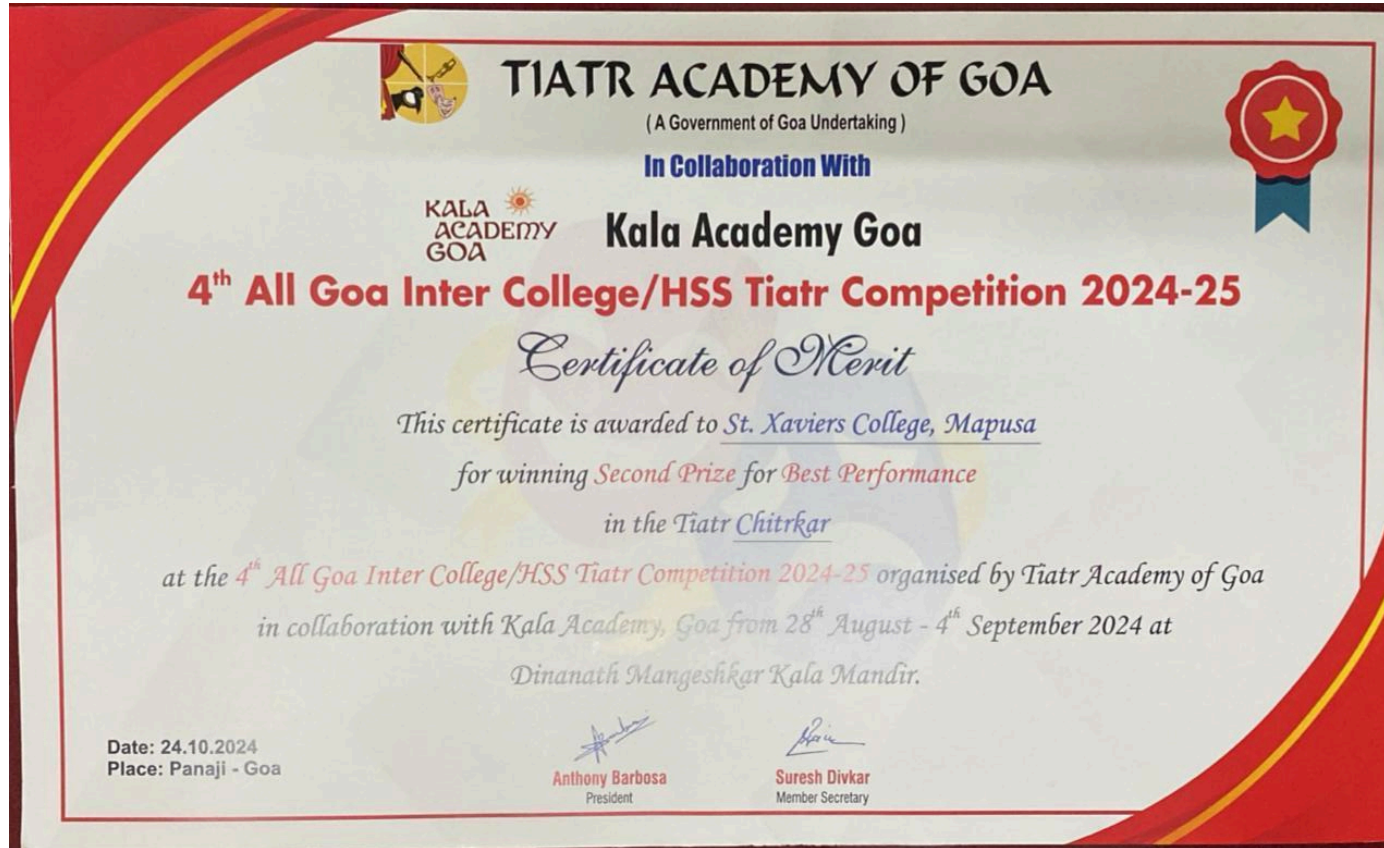 TIATR ACADEMY OF GOA
( A Government of Goa Undertaking )
In Collaboration With
KALA
ACADEMY
GOA
Kala Academy Goa
4th All Goa Inter College/HSS Tiatr Competition 2024-25
Certificate of Merit
This certificate is awarded to St. Xaviers College, Mapusa
for winning Second Prize for Best Performance
in the Tiatr Chitrkar
at the 4th All Goa Inter College/HSS Tiatr Competition 2024-25 organised by Tiatr Academy of Goa
in collaboration with Kala Academy, Goa from 28th August - 4th September 2024 at
Dinanath Mangeshkar Kala Mandir.
Date: 24.10.2024
Place: Panaji - Goa
Anthony Barbosa
President
Suresh Divkar
Member Secretary